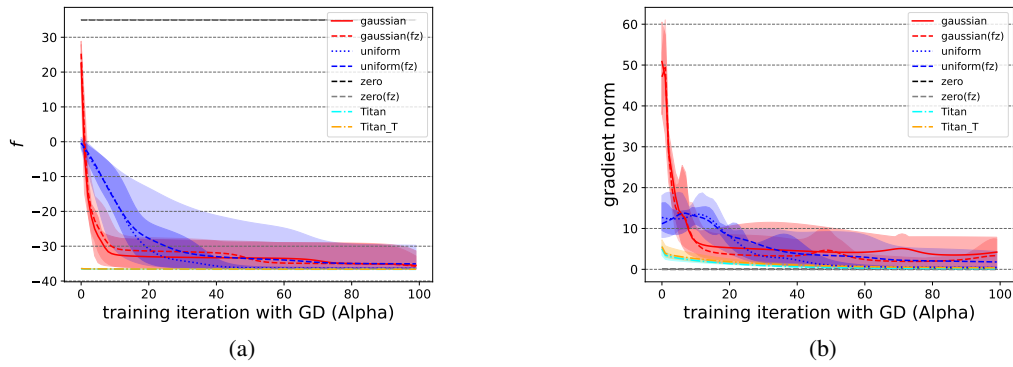 30
20
10
0
−10
−20
−30
−40
f
0
20
40
60
80
100
training iteration with GD (Alpha)
gaussian
gaussian(fz)
uniform
uniform(fz)
zero
zero(fz)
Titan
Titan_T
(a)
60
50
40
30
20
10
0
gradient norm
0
20
40
60
80
100
training iteration with GD (Alpha)
gaussian
gaussian(fz)
uniform
uniform(fz)
zero
zero(fz)
Titan
Titan_T
(b)